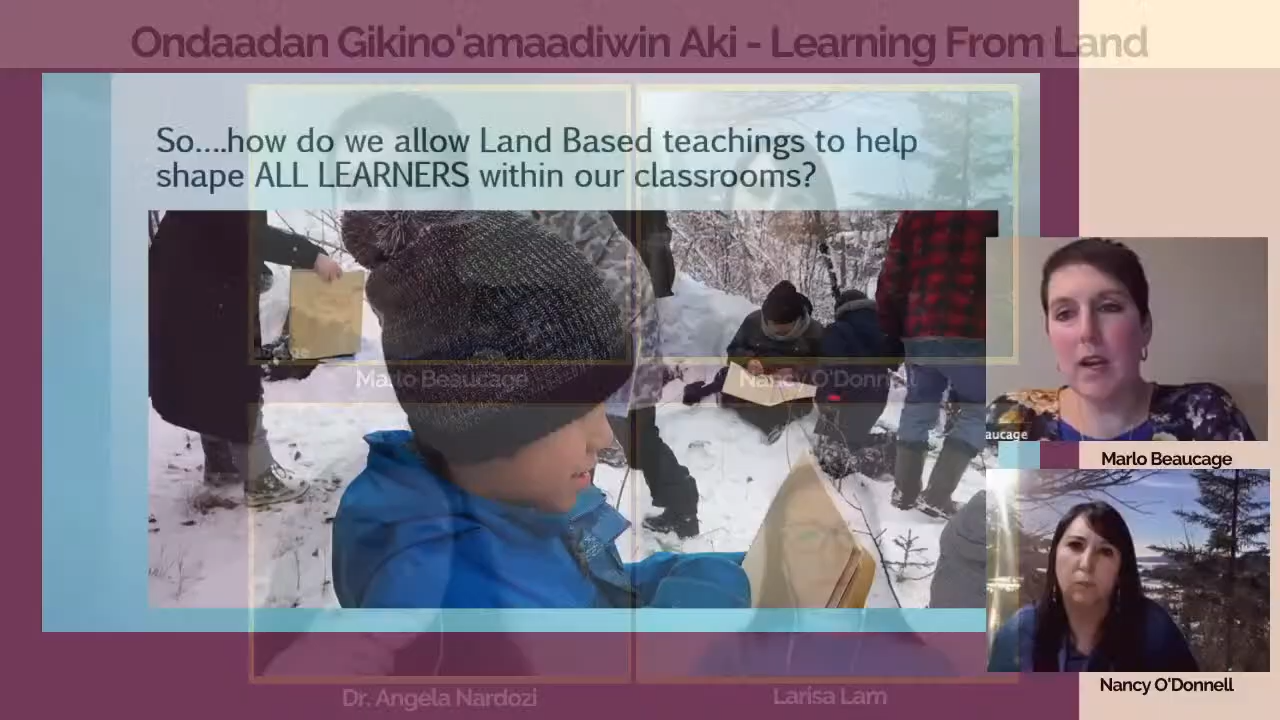 Ondaadan Gikino'amaadiwin Aki - Learning From Land
So....how do we allow Land Based teachings to help
shape ALL LEARNERS within our classrooms?
Marlo Beaucage
Nancy O'Donnell
aucage
Marlo Beaucage
Nancy O'Donnell
Dr. Angela Nardozi
Larisa Lam